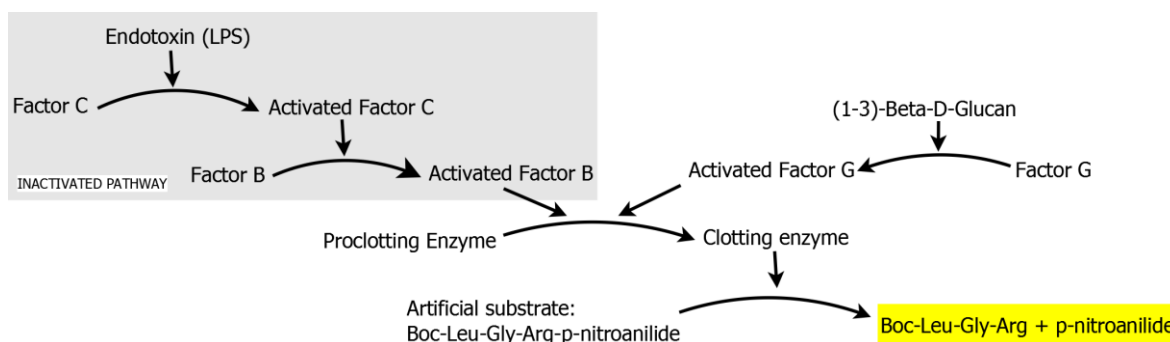 Endotoxin (LPS)
Factor C
Activated Factor C
(1-3)-Beta-D-Glucan
Factor B
Activated Factor B
Activated Factor G
Factor G
INACTIVATED PATHWAY
Proclotting Enzyme
Clotting enzyme
Artificial substrate:
Boc-Leu-Gly-Arg-p-nitroanilide
Boc-Leu-Gly-Arg + p-nitroanilide